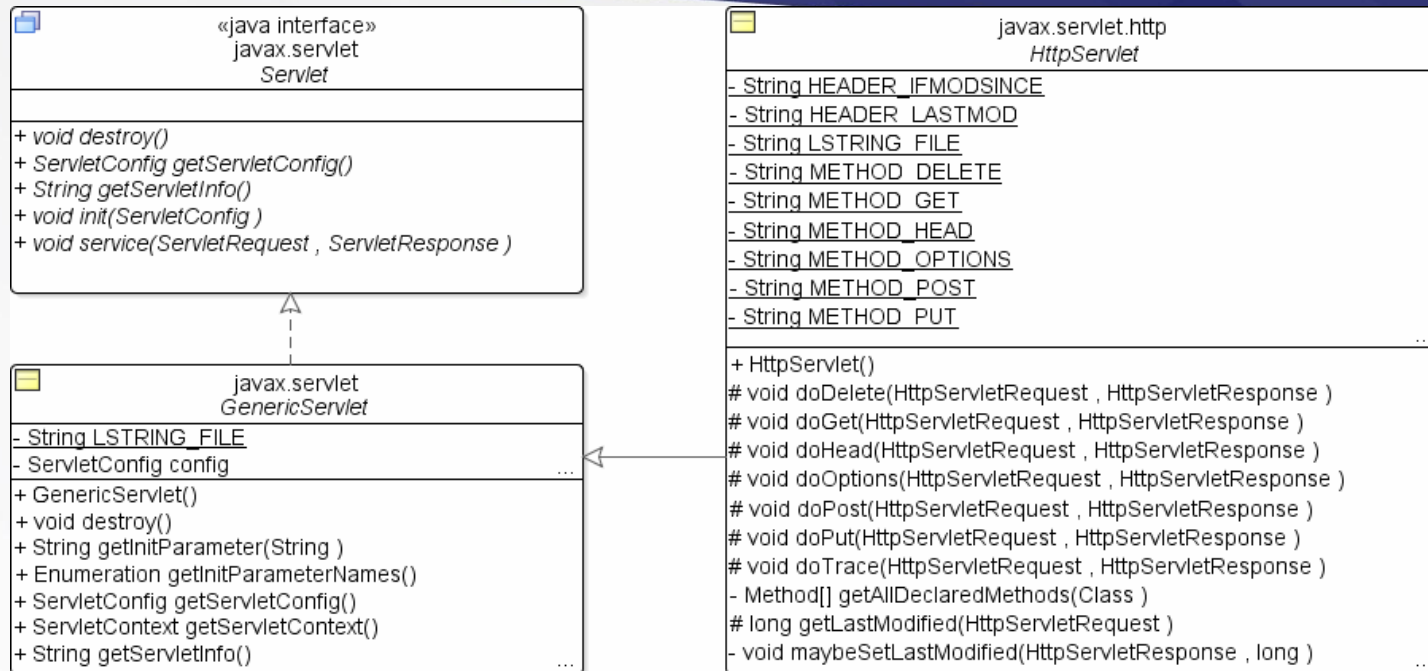 «java interface»
javax.servlet
Servlet
+ void destroy()
+ ServletConfig getServletConfig()
+ String getServletInfo()
+ void init(ServletConfig )
+ void service(ServletRequest , ServletResponse )
javax.servlet
GenericServlet
- String LSTRING_FILE
- ServletConfig config
...
+ GenericServlet()
+ void destroy()
+ String getInitParameter(String )
+ Enumeration getInitParameterNames()
+ ServletConfig getServletConfig()
+ ServletContext getServletContext()
+ String getServletInfo()
...
javax.servlet.http
HttpServlet
- String HEADER_IFMODSINCE
- String HEADER_LASTMOD
- String LSTRING_FILE
- String METHOD_DELETE
- String METHOD_GET
- String METHOD_HEAD
- String METHOD_OPTIONS
- String METHOD_POST
- String METHOD_PUT
...
+ HttpServlet()
# void doDelete(HttpServletRequest , HttpServletResponse )
# void doGet(HttpServletRequest , HttpServletResponse )
# void doHead(HttpServletRequest , HttpServletResponse )
# void doOptions(HttpServletRequest , HttpServletResponse )
# void doPost(HttpServletRequest , HttpServletResponse )
# void doPut(HttpServletRequest , HttpServletResponse )
# void doTrace(HttpServletRequest , HttpServletResponse )
- Method[] getAllDeclaredMethods(Class )
# long getLastModified(HttpServletRequest )
- void maybeSetLastModified(HttpServletResponse , long )
...